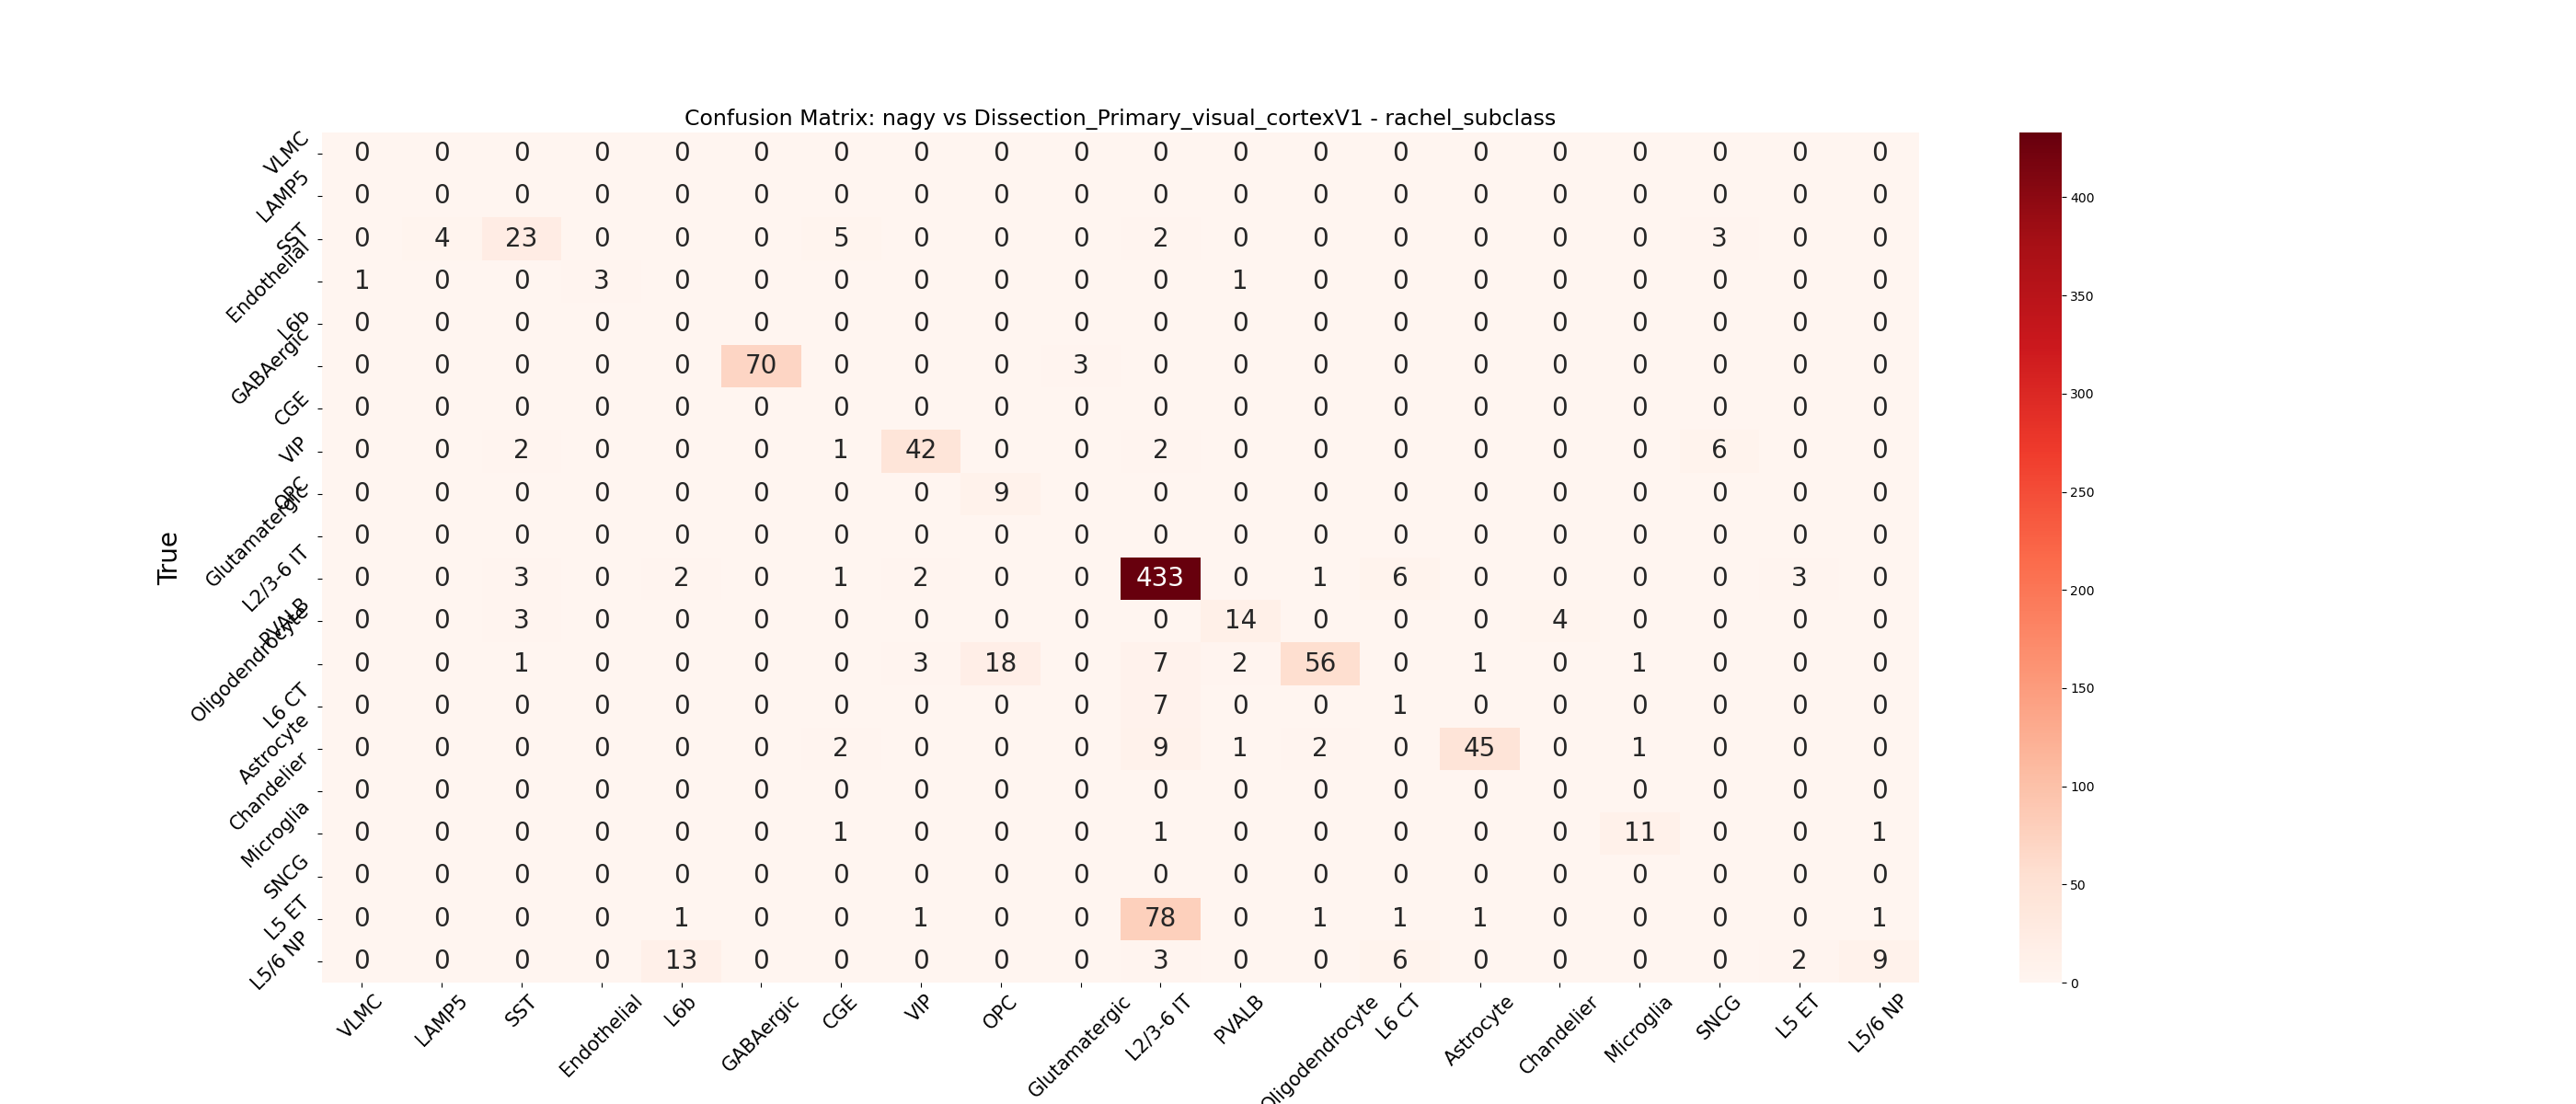 Confusion Matrix: nagy vs Dissection_Primary_visual_cortexV1 - rachel_subclass
True
VLMC 0 0 0 0 0 0 0 0 0 0 0 0 0 0 0 0 0 0 0 0
LAMP5 0 0 0 0 0 0 0 0 0 0 0 0 0 0 0 0 0 0 0 0
SST 0 4 23 0 0 0 5 0 0 0 2 0 0 0 0 0 0 3 0 0
Endothelial 1 0 0 3 0 0 0 0 0 0 0 1 0 0 0 0 0 0 0 0
L6b 0 0 0 0 0 0 0 0 0 0 0 0 0 0 0 0 0 0 0 0
GABAergic 0 0 0 0 0 70 0 0 0 3 0 0 0 0 0 0 0 0 0 0
CGE 0 0 0 0 0 0 0 0 0 0 0 0 0 0 0 0 0 0 0 0
VIP 0 0 2 0 0 0 1 42 0 0 2 0 0 0 0 0 0 6 0 0
OPC 0 0 0 0 0 0 0 0 9 0 0 0 0 0 0 0 0 0 0 0
Glutamatergic 0 0 0 0 0 0 0 0 0 0 0 0 0 0 0 0 0 0 0 0
L2/3-6 IT 0 0 3 0 2 0 1 2 0 0 433 0 1 6 0 0 0 0 3 0
PVALB 0 0 3 0 0 0 0 0 0 0 0 14 0 0 0 4 0 0 0 0
Oligodendrocyte 0 0 1 0 0 0 0 3 18 0 7 2 56 0 1 0 1 0 0 0
L6 CT 0 0 0 0 0 0 0 0 0 0 7 0 0 1 0 0 0 0 0 0
Astrocyte 0 0 0 0 0 0 2 0 0 0 9 1 2 0 45 0 1 0 0 0
Chandelier 0 0 0 0 0 0 0 0 0 0 0 0 0 0 0 0 0 0 0 0
Microglia 0 0 0 0 0 0 1 0 0 0 1 0 0 0 0 0 11 0 0 1
SNCG 0 0 0 0 0 0 0 0 0 0 0 0 0 0 0 0 0 0 0 0
L5 ET 0 0 0 0 1 0 0 1 0 0 78 0 1 1 1 0 0 0 0 1
L5/6 NP 0 0 0 0 13 0 0 0 0 0 3 0 0 6 0 0 0 0 2 9
VLMC LAMP5 SST Endothelial L6b GABAergic CGE VIP OPC Glutamatergic L2/3-6 IT PVALB Oligodendrocyte L6 CT Astrocyte Chandelier Microglia SNCG L5 ET L5/6 NP
400
350
300
250
200
150
100
50
0